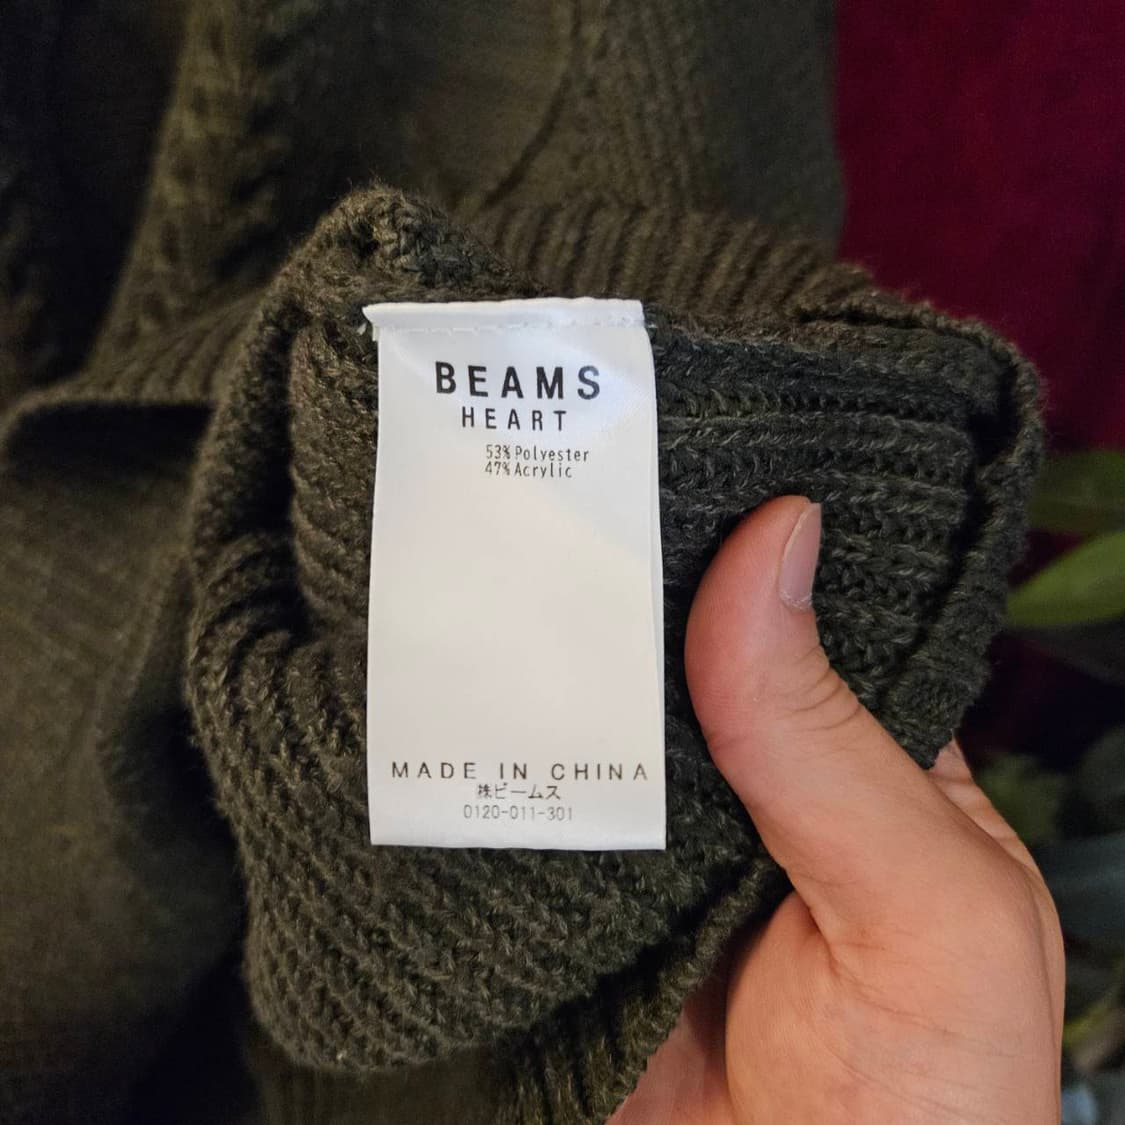 BEAMS
HEART
53% Polyester
47% Acrylic
MADE IN CHINA
株ビームス
0120-011-301